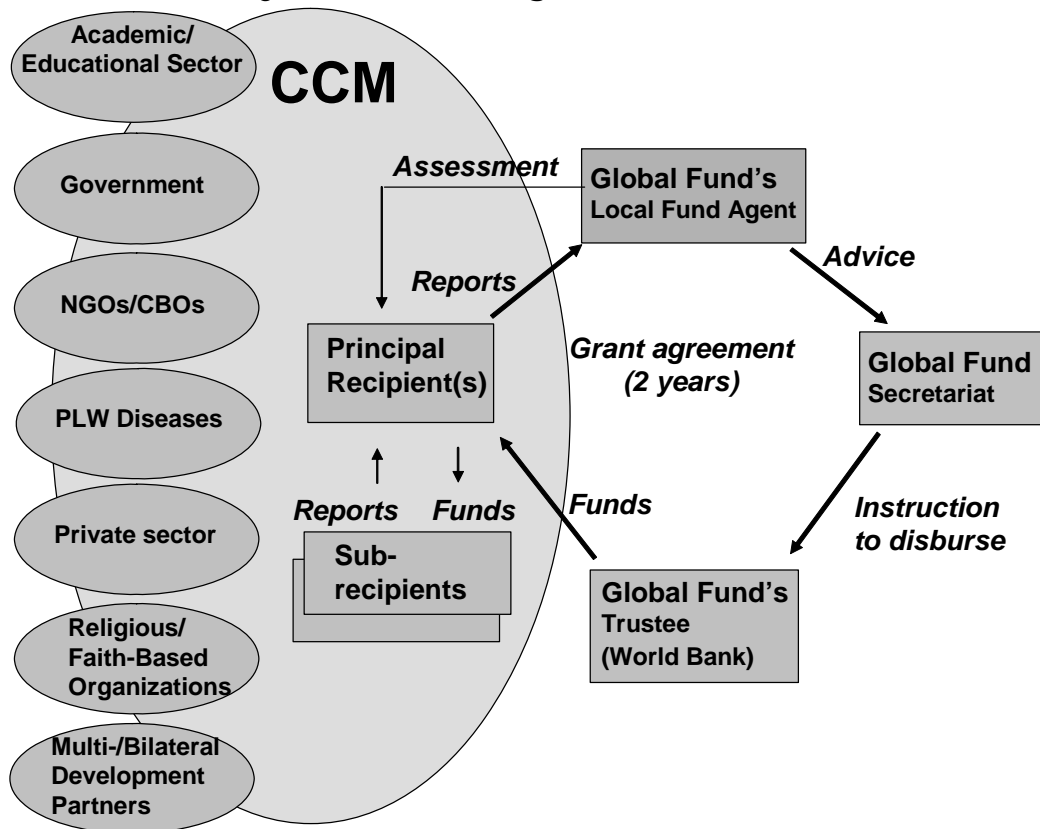 Academic/
Educational Sector
CCM
Government
Assessment
Global Fund's
Local Fund Agent
Advice
Reports
NGOs/CBOs
Principal
Recipient(s)
Grant agreement
(2 years)
Global Fund
Secretariat
PLW Diseases
Reports
Funds
Funds
Private sector
Instruction
to disburse
Sub-
recipients
Global Fund's
Trustee
(World Bank)
Religious/
Faith-Based
Organizations
Multi-/Bilateral
Development
Partners